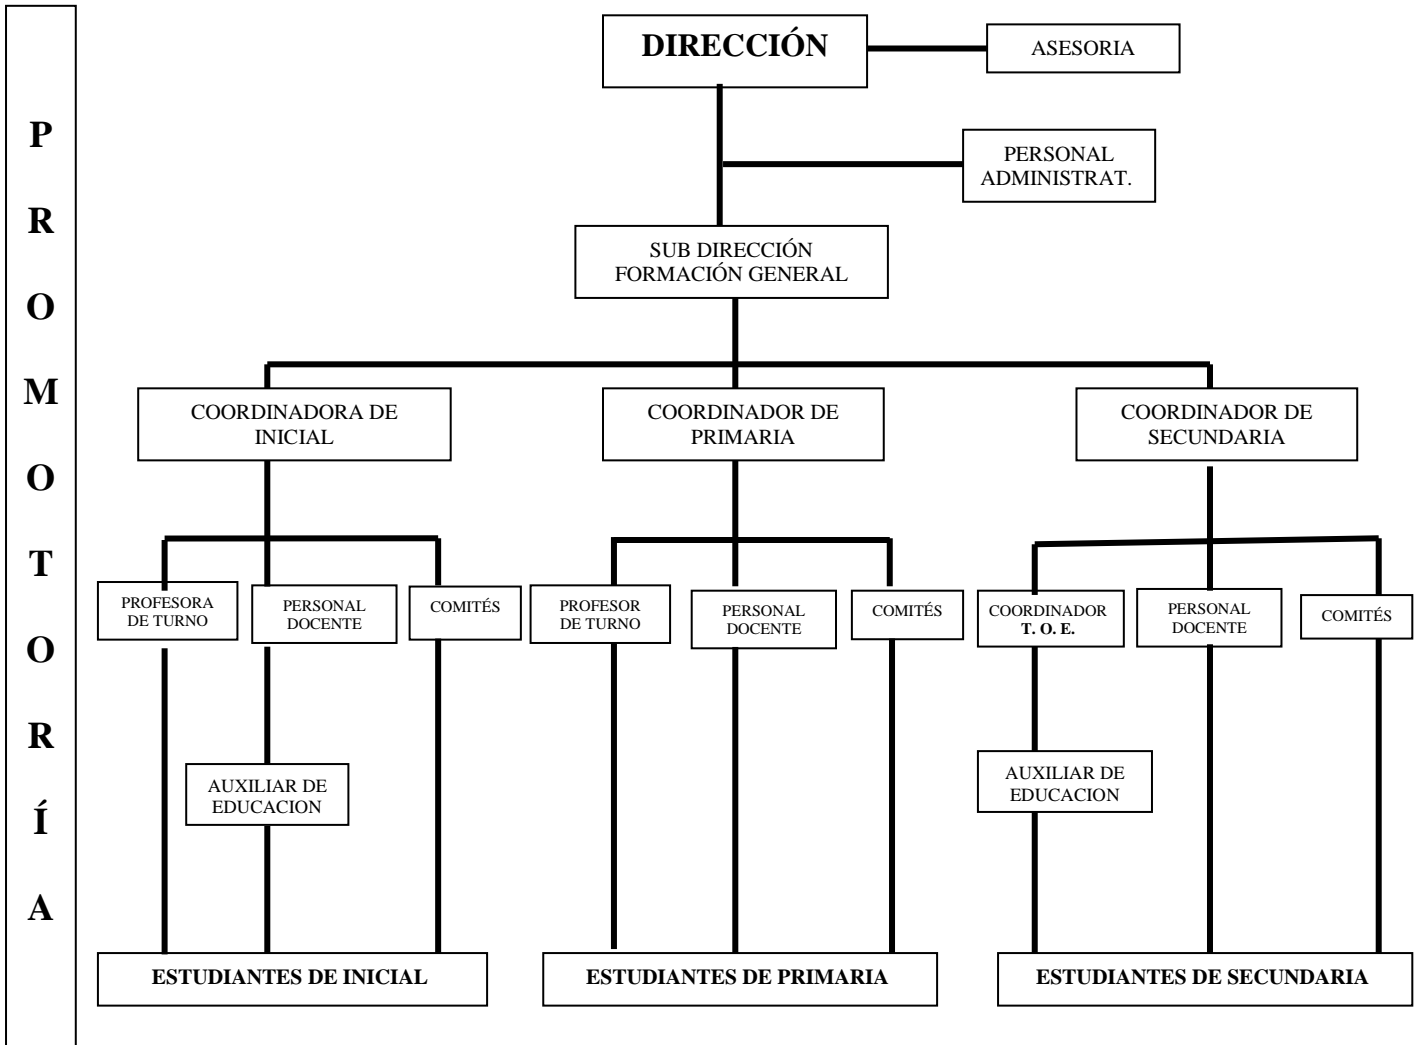 P
R
O
M
O
T
O
R
Í
A
DIRECCIÓN
ASESORIA
PERSONAL
ADMINISTRAT.
SUB DIRECCIÓN
FORMACIÓN GENERAL
COORDINADORA DE
INICIAL
COORDINADOR DE
PRIMARIA
COORDINADOR DE
SECUNDARIA
PROFESORA
DE TURNO
PERSONAL
DOCENTE
COMITÉS
PROFESOR
DE TURNO
PERSONAL
DOCENTE
COMITÉS
COORDINADOR
T. O. E.
PERSONAL
DOCENTE
COMITÉS
AUXILIAR DE
EDUCACION
AUXILIAR DE
EDUCACION
ESTUDIANTES DE INICIAL
ESTUDIANTES DE PRIMARIA
ESTUDIANTES DE SECUNDARIA